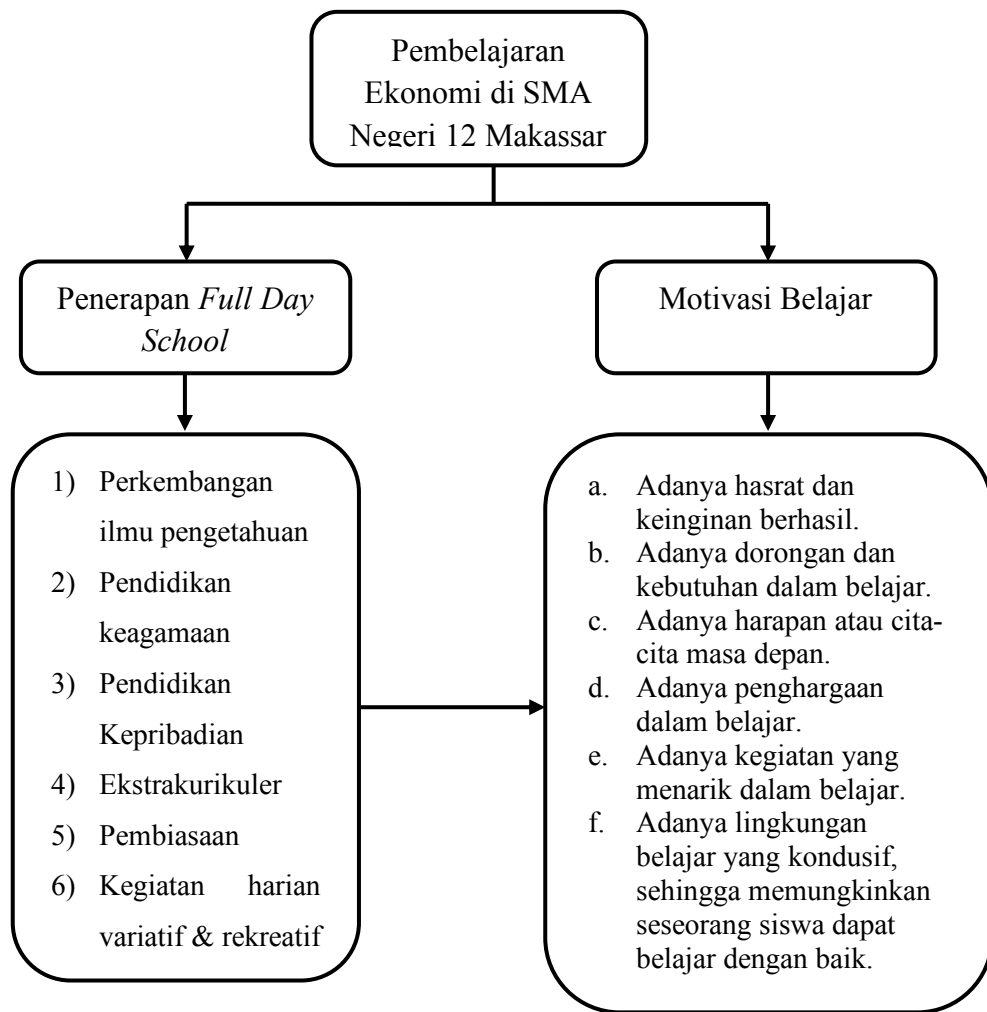 Pembelajaran
Ekonomi di SMA
Negeri 12 Makassar
Penerapan Full Day
School
Motivasi Belajar
1) Perkembangan
ilmu pengetahuan
2) Pendidikan
keagamaan
3) Pendidikan
Kepribadian
4) Ekstrakurikuler
5) Pembiasaan
6) Kegiatan harian
variatif & rekreatif
a. Adanya hasrat dan
keinginan berhasil.
b. Adanya dorongan dan
kebutuhan dalam belajar.
c. Adanya harapan atau cita-
cita masa depan.
d. Adanya penghargaan
dalam belajar.
e. Adanya kegiatan yang
menarik dalam belajar.
f. Adanya lingkungan
belajar yang kondusif,
sehingga memungkinkan
seseorang siswa dapat
belajar dengan baik.